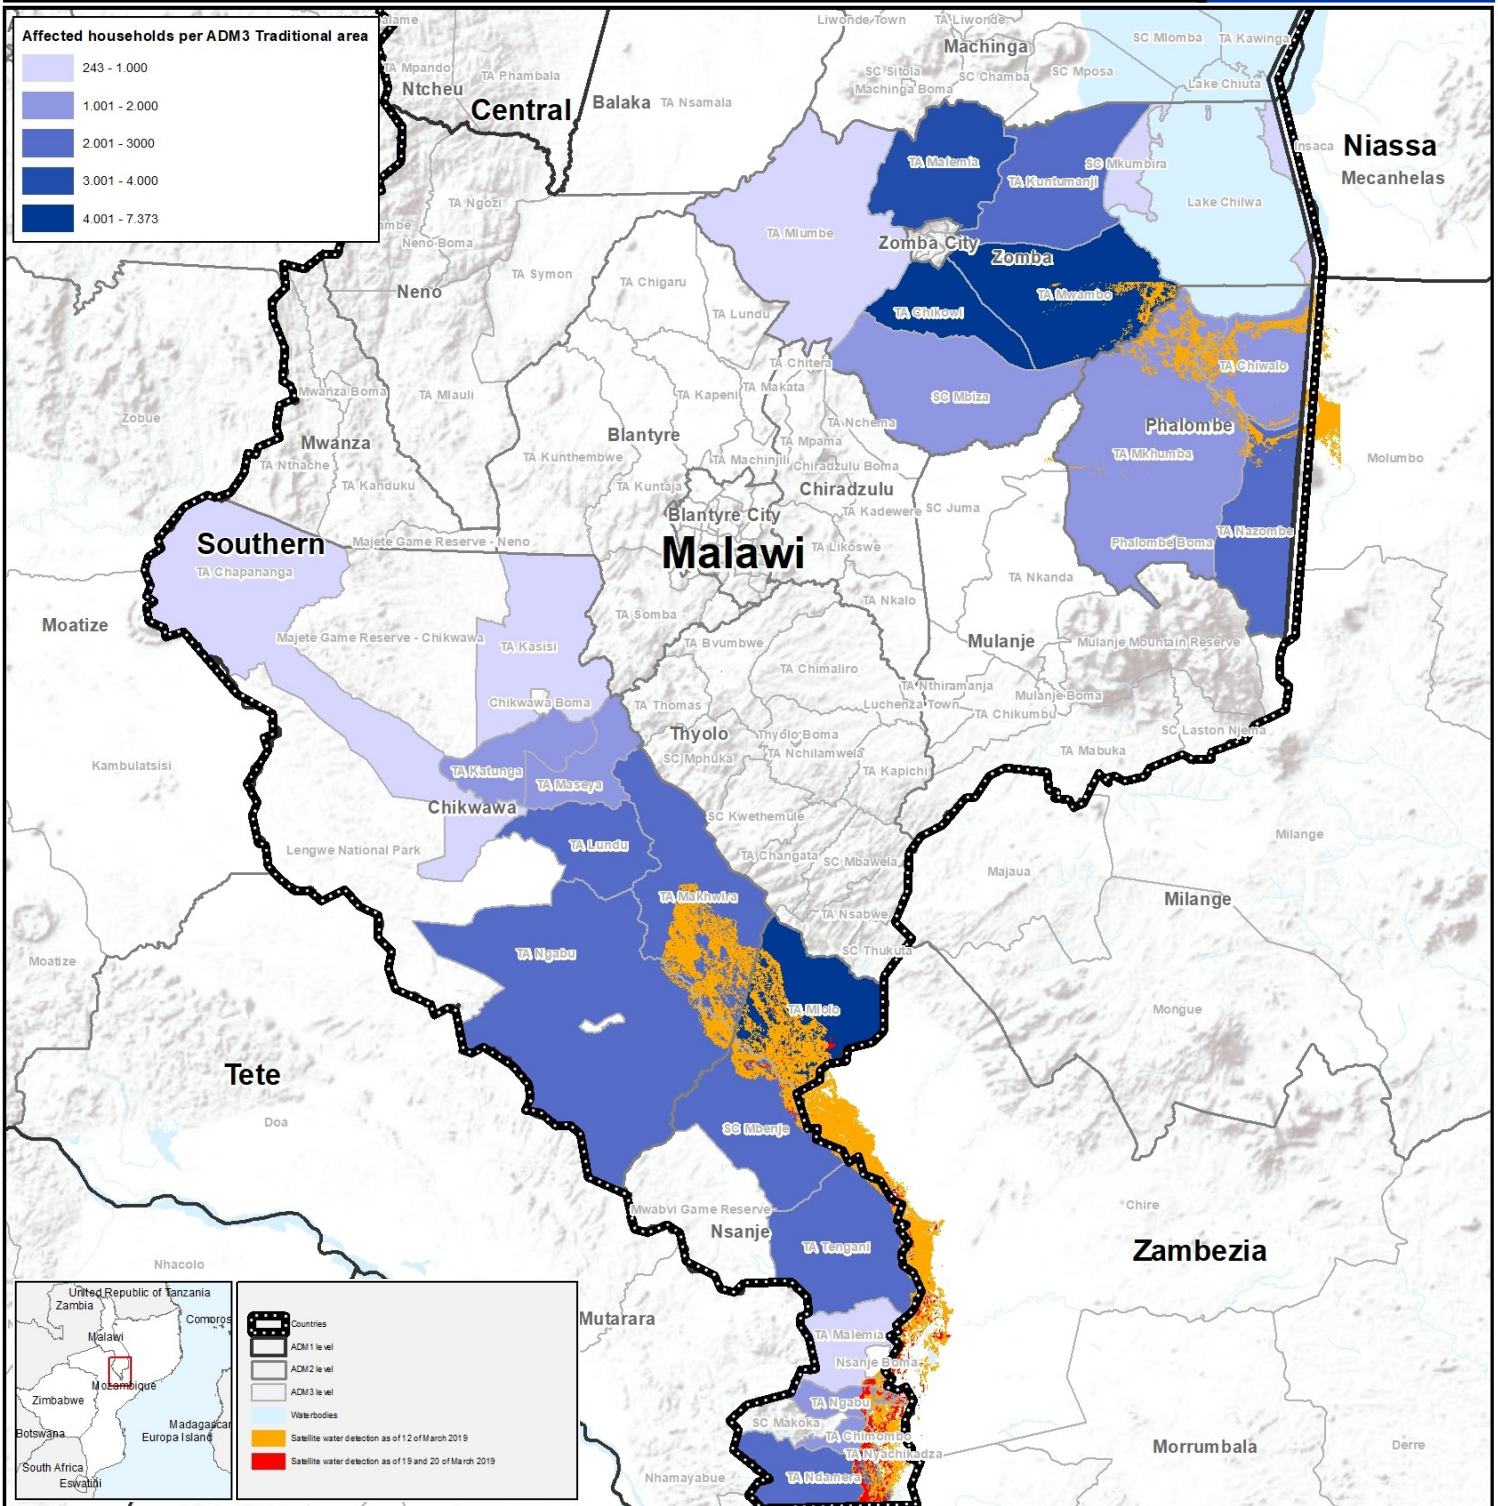 Affected households per ADM3 Traditional area
243 - 1.000
1.001 - 2.000
2.001 - 3000
3.001 - 4.000
4.001 - 7.373
TA Mpando
TA Phambala
Ntcheu
Central
Balaka
TA Nsamala
Liwonde Town
TA Liwonde
Machinga
SC Sitola
SC Chamba
Machinga Boma
SC Mposa
SC Mlomba
TA Kawinga
Lake Chiuta
Insaca
Niassa
Mecanhelas
TA Malemia
TA Kuntumanji
SC Mkumbira
Lake Chilwa
TA Mlumbe
Zomba City
Zomba
TA Mwambo
TA Chikowi
TA Ngozi
Neno Boma
TA Symon
Neno
TA Chigaru
TA Lundu
TA Chitera
TA Chiwalo
SC Mbiza
Zobue
Mwanza Boma
TA Mlauli
TA Kapeni
TA Makata
TA Nchema
Mwanza
Blantyre
TA Mpama
Phalombe
TA Mkhumba
Molumbo
TA Nthache
TA Kanduku
TA Kunthembwe
TA Machinjili
Chiradzulu Boma
TA Kuntaja
Chiradzulu
TA Kadewere
SC Juma
Blantyre City
Malawi
TA Likoswe
Southern
Majete Game Reserve - Neno
TA Chapananga
Phalombe Boma
TA Nazombe
TA Nkanda
TA Nkalo
Moatize
Majete Game Reserve - Chikwawa
TA Kasisi
TA Somba
TA Bvumbwe
Mulanje
Mulanje Mountain Reserve
TA Chimaliro
TA Nthiramanja
Mulanje Boma
Chikwawa Boma
TA Thomas
Luchenza Town
TA Chikumbu
Thyolo
Thyolo Boma
SC Laston Njema
TA Nchilamwela
SC Mphuka
TA Mabuka
Kambulatsisi
TA Katunga
TA Maseya
TA Kapichi
Chikwawa
SC Kwethemule
TA Lundu
Lengwe National Park
TA Changata
SC Mbawela
Milange
Majaua
TA Makhwira
Milange
TA Nsabwe
SC Thukuta
TA Ngabu
Moatize
TA Mlolo
Mongue
Tete
Doa
SC Mbenje
Mwabvi Game Reserve
Nsanje
TA Tengani
Chire
Zambezia
Nhacolo
Mutarara
TA Malemia
Nsanje Boma
TA Ngabu
SC Makoka
TA Chimombo
TA Nyachikadza
TA Ndamera
Nhamayabue
Morrumbala
Derre
United Republic of Tanzania
Zambia
Comoros
Malawi
Mozambique
Zimbabwe
Botswana
Madagascar
Europa Island
South Africa
Eswatini
Countries
ADM1 level
ADM2 level
ADM3 level
Waterbodies
Satellite water detection as of 12 of March 2019
Satellite water detection as of 19 and 20 of March 2019